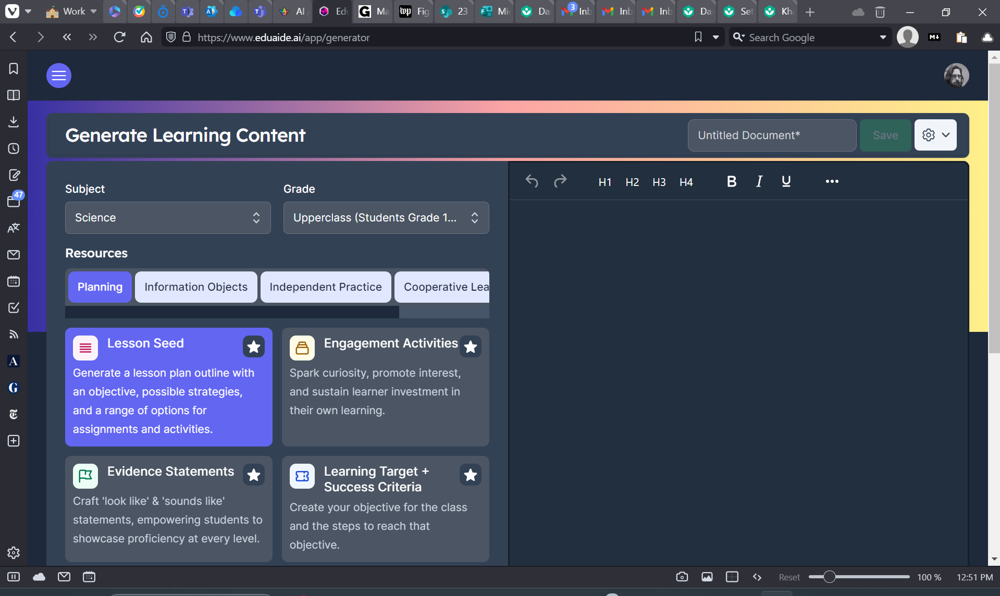 Work
AI
Edu
Ma
Fig
23
Mic
Da
3
Inb
Inb
Inb
Da
Set
Kha
https://www.eduaide.ai/app/generator
Search Google
Generate Learning Content
Untitled Document*
Save
Subject
Grade
Science
Upperclass (Students Grade 1...
H1 H2 H3 H4 B I U
Resources
Planning
Information Objects
Independent Practice
Cooperative Lea
Lesson Seed
Generate a lesson plan outline with
an objective, possible strategies,
and a range of options for
assignments and activities.
Engagement Activities
Spark curiosity, promote interest,
and sustain learner investment in
their own learning.
Evidence Statements
Craft 'look like' & 'sounds like'
statements, empowering students to
showcase proficiency at every level.
Learning Target +
Success Criteria
Create your objective for the class
and the steps to reach that
objective.
47
Reset
100 %
12:51 PM